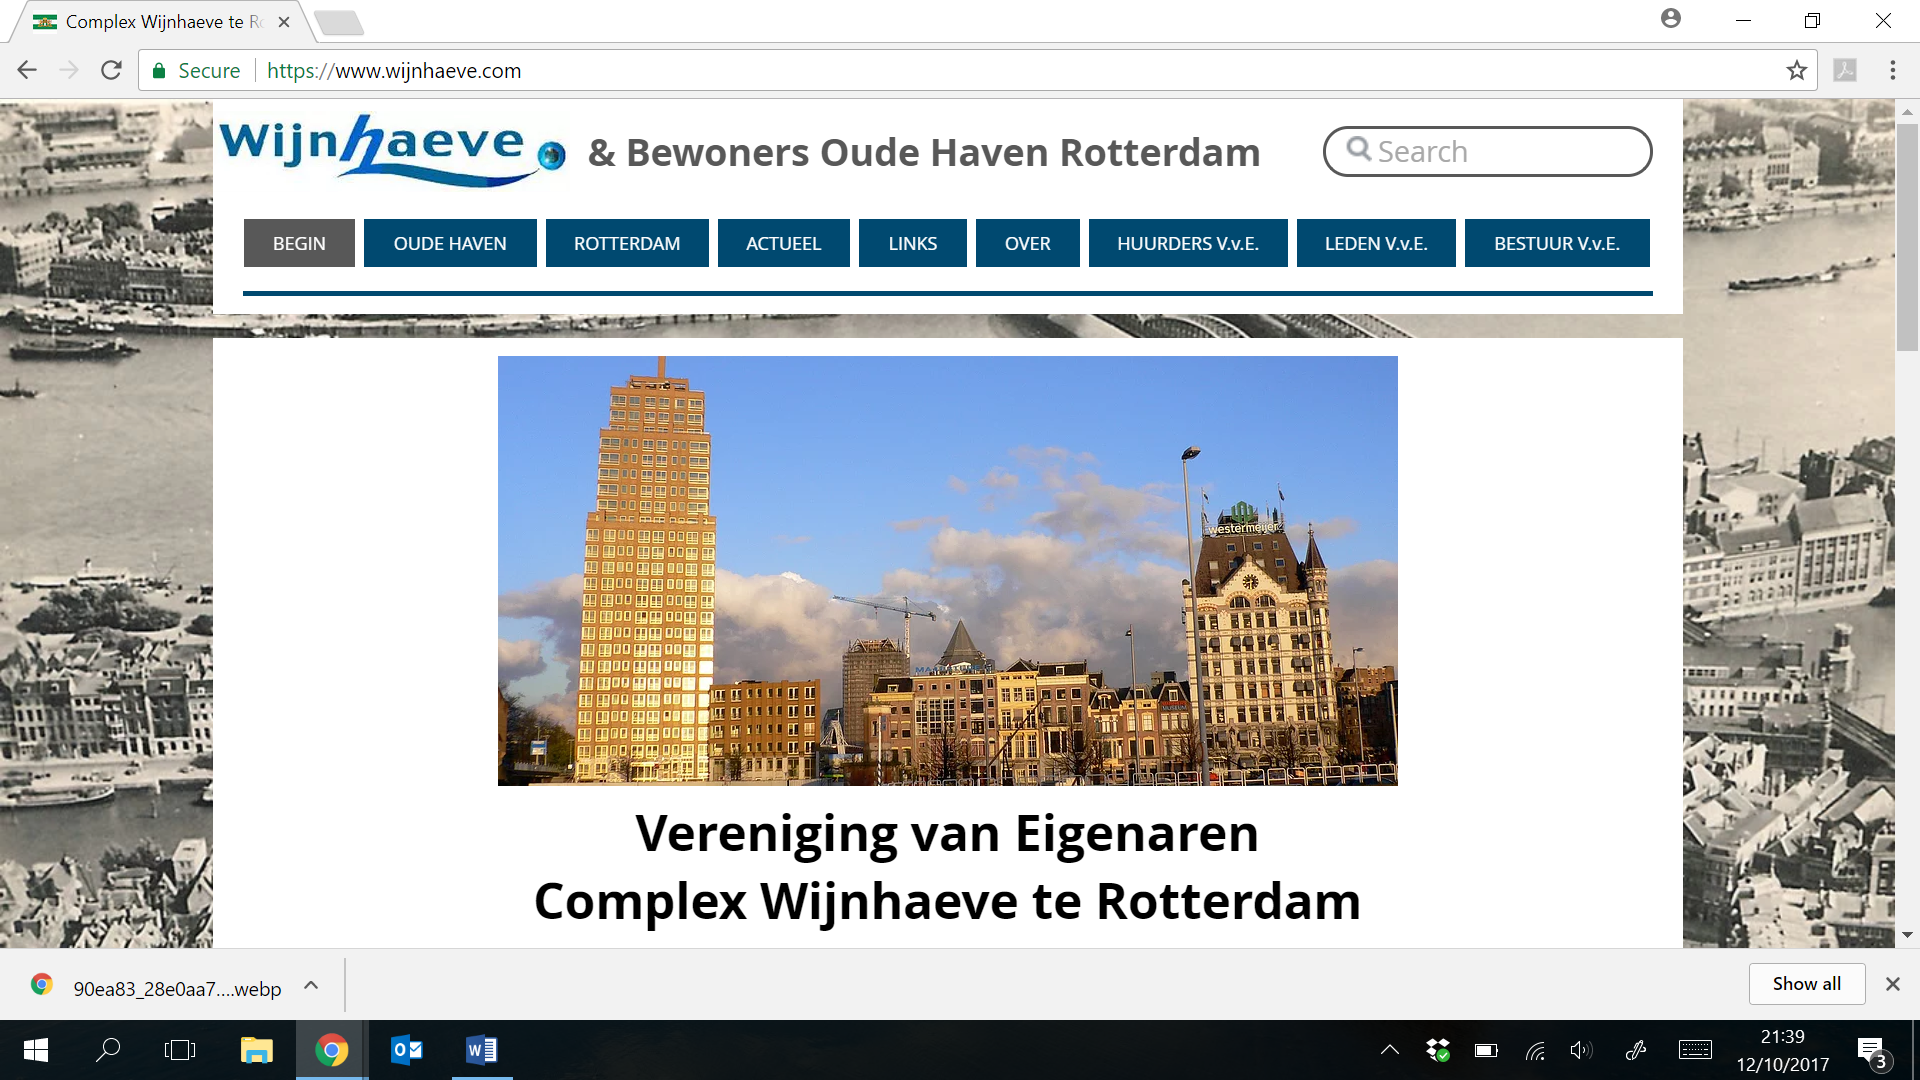 Complex Wijnhaeve te R
Secure
https://www.wijnhaeve.com
Wijnhaeve
& Bewoners Oude Haven Rotterdam
Search
BEGIN
OUDE HAVEN
ROTTERDAM
ACTUEEL
LINKS
OVER
HUURDERS V.v.E.
LEDEN V.v.E.
BESTUUR V.v.E.
westermeijer
MUSEUM
Vereniging van Eigenaren
Complex Wijnhaeve te Rotterdam
90ea83_28e0aa7....webp
Show all
21:39
12/10/2017
3